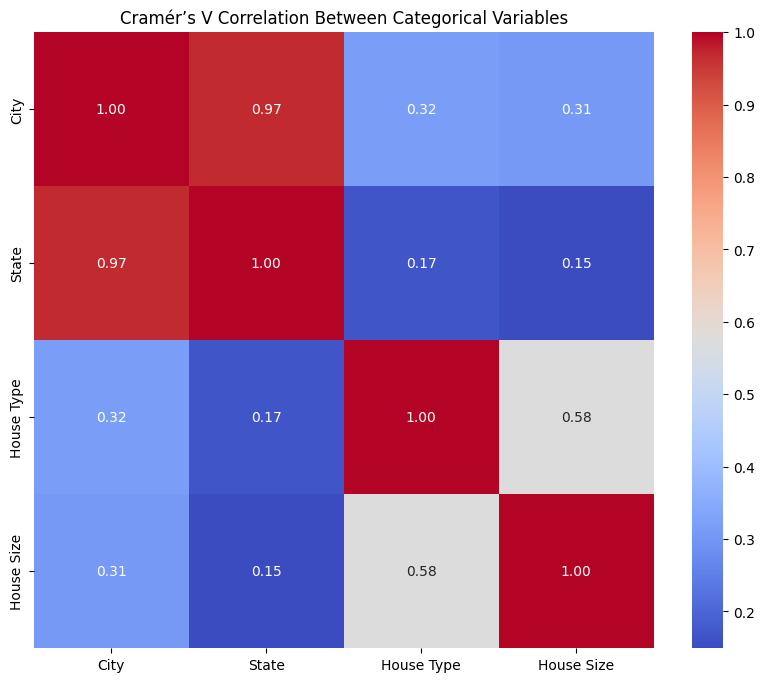 Cramér’s V Correlation Between Categorical Variables
City 1.00 0.97 0.32 0.31
State 0.97 1.00 0.17 0.15
House Type 0.32 0.17 1.00 0.58
House Size 0.31 0.15 0.58 1.00
City State House Type House Size
1.0
0.9
0.8
0.7
0.6
0.5
0.4
0.3
0.2